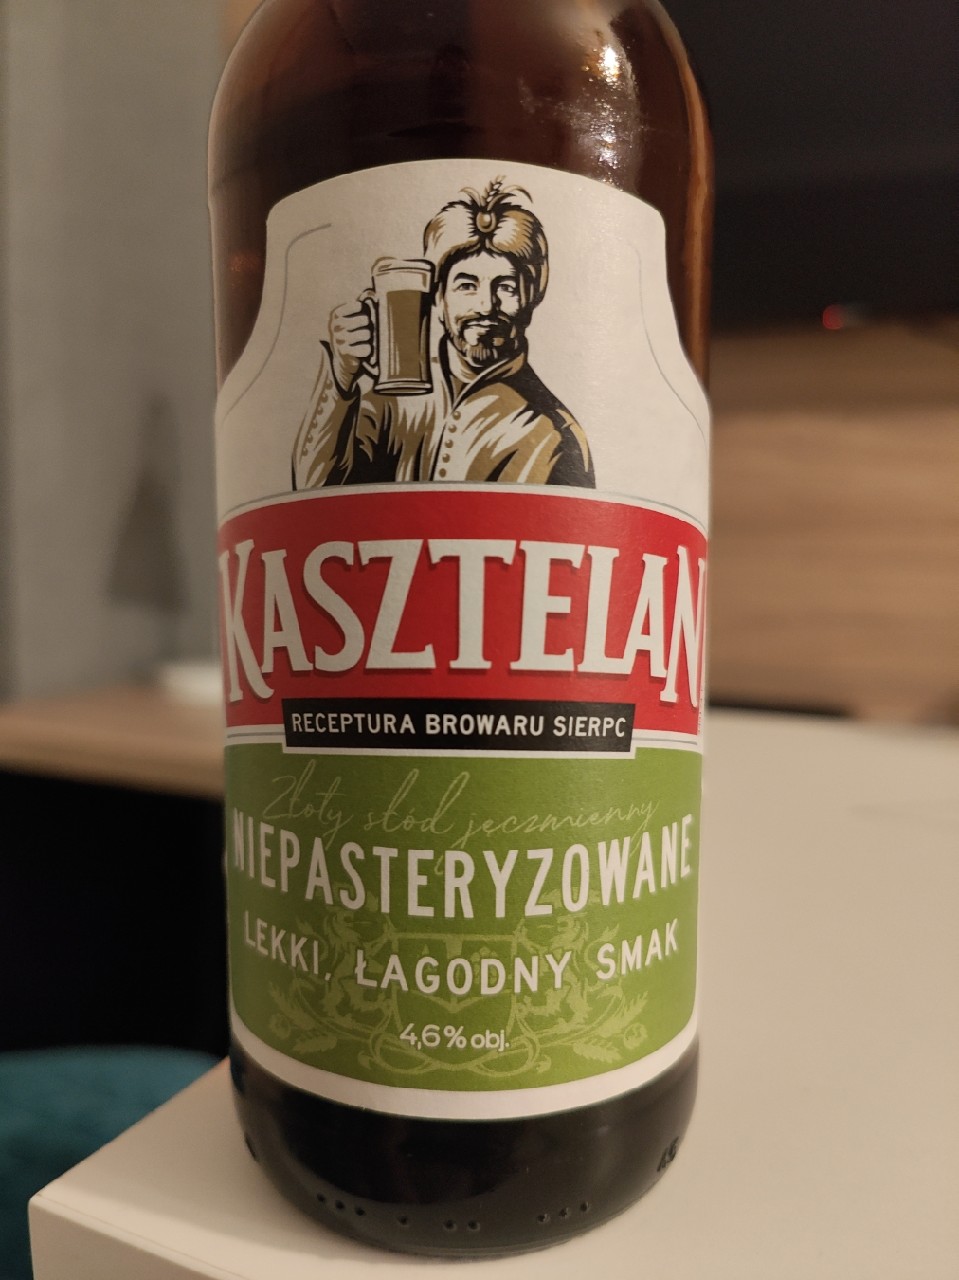 KASZTELAN
RECEPTURA BROWARU SIERPC
Złoty słód jęczmienny
NIEPASTERYZOWANE
LEKKI, ŁAGODNY SMAK
4,6% obj.